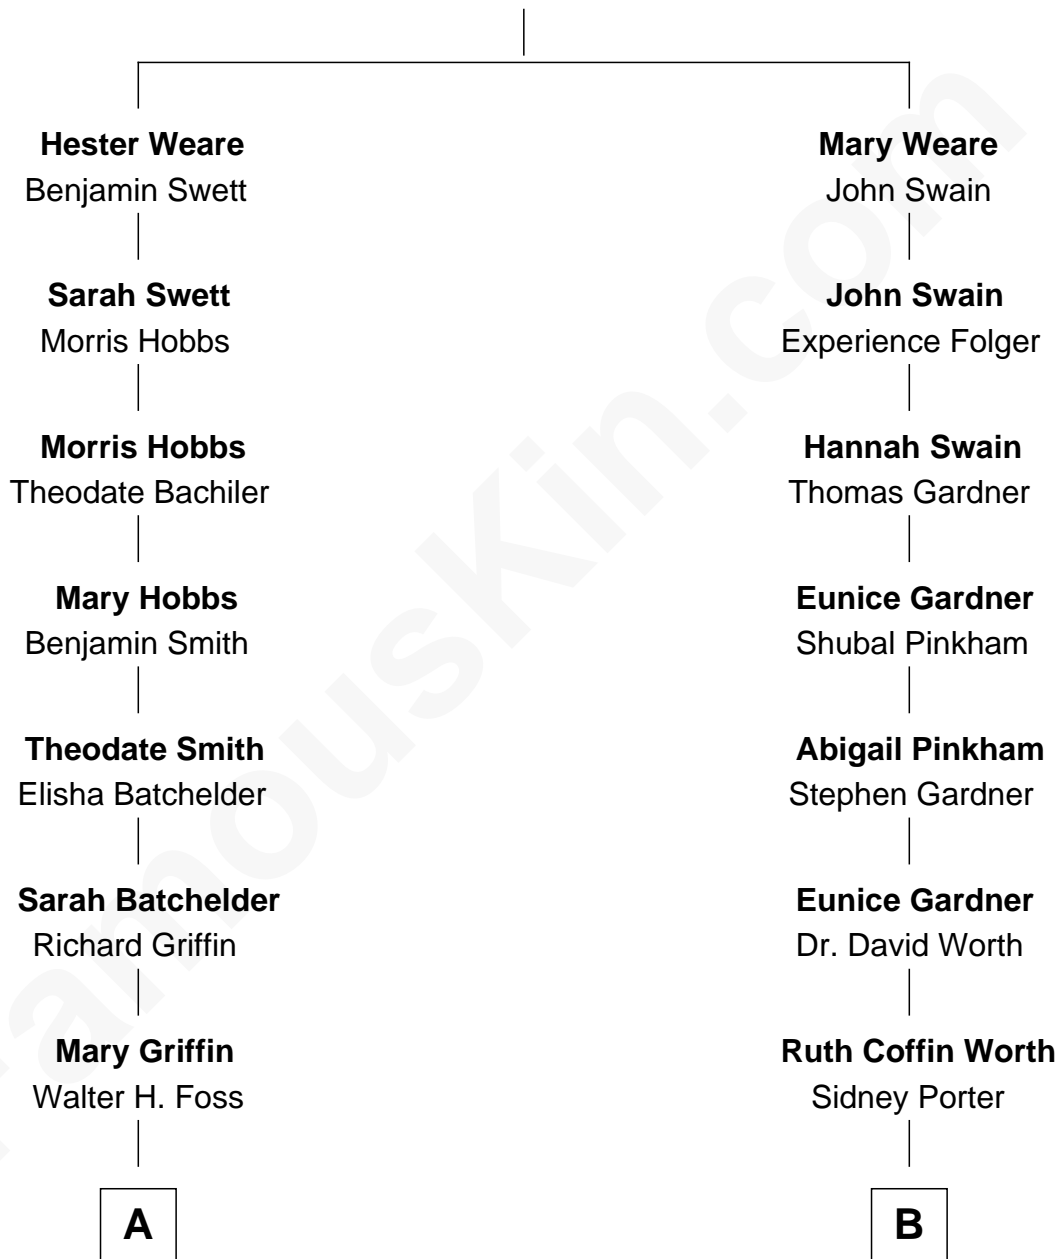 Hester Weare
Benjamin Swett
Mary Weare
John Swain
Sarah Swett
Morris Hobbs
John Swain
Experience Folger
Morris Hobbs
Theodate Bachiler
Hannah Swain
Thomas Gardner
Mary Hobbs
Benjamin Smith
Eunice Gardner
Shubal Pinkham
Theodate Smith
Elisha Batchelder
Abigail Pinkham
Stephen Gardner
Sarah Batchelder
Richard Griffin
Eunice Gardner
Dr. David Worth
Mary Griffin
Walter H. Foss
Ruth Coffin Worth
Sidney Porter
A
B
FamousKin.com